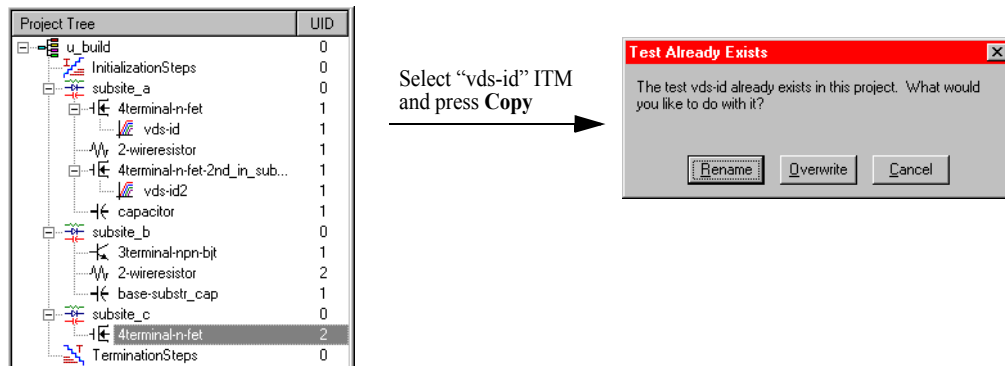 Project Tree UID
u_build 0
InitializationSteps 0
subsite_a 0
4terminal-n-fet 1
vds-id 1
2-wireresistor 1
4terminal-n-fet-2nd_in_sub... 1
vds-id2 1
capacitor 1
subsite_b 0
3terminal-npn-bjt 1
2-wireresistor 2
base-substr_cap 1
subsite_c 0
4terminal-n-fet 2
TerminationSteps 0
Select “vds-id” ITM
and press Copy
Test Already Exists
The test vds-id already exists in this project. What would
you like to do with it?
Rename Overwrite Cancel